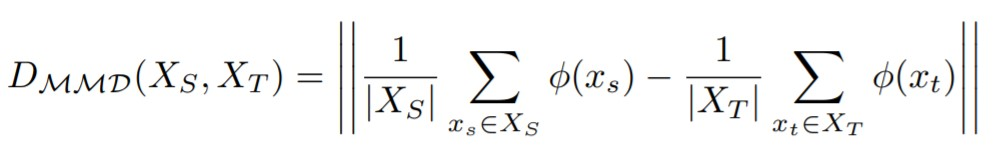 D_{\mathcal{MMD}}(X_S, X_T) = \left\| \frac{1}{|X_S|} \sum_{x_s \in X_S} \phi(x_s) - \frac{1}{|X_T|} \sum_{x_t \in X_T} \phi(x_t) \right\|